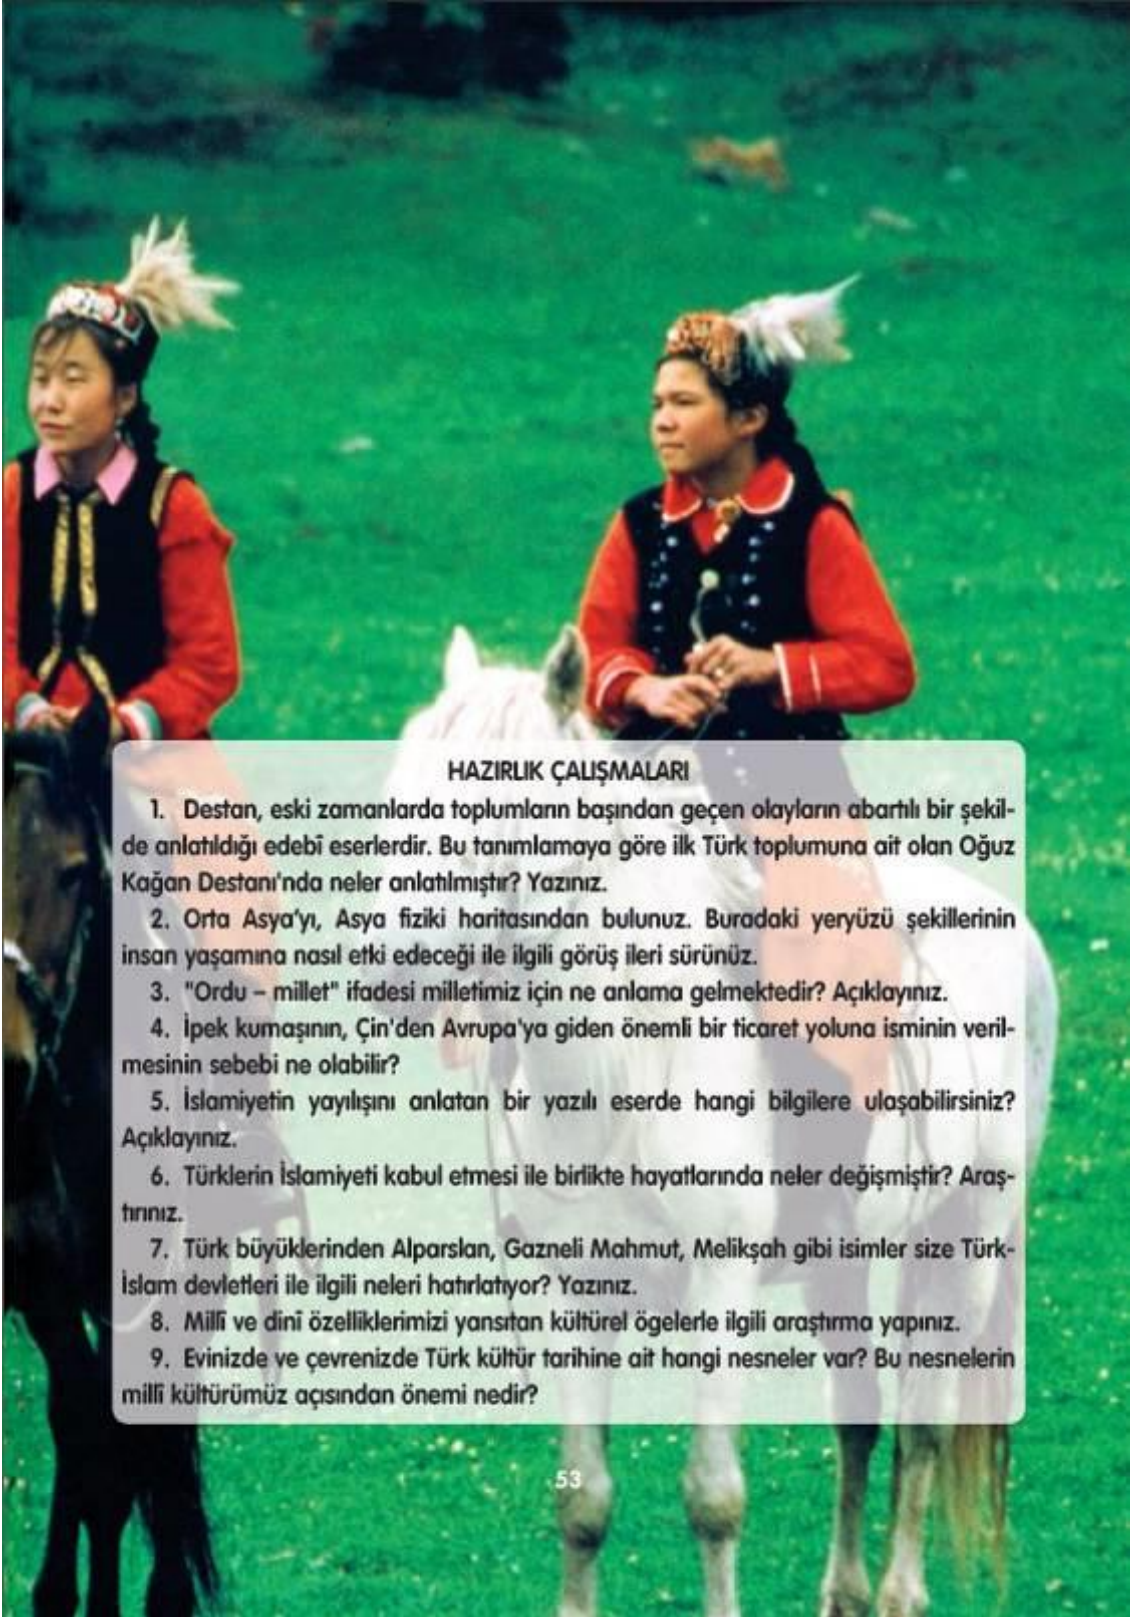 HAZIRLIK ÇALIŞMALARI
1. Destan, eski zamanlarda toplumların başından geçen olayların abartılı bir şekil-
de anlatıldığı edebî eserlerdir. Bu tanımlamaya göre ilk Türk toplumuna ait olan Oğuz
Kağan Destanı'nda neler anlatılmıştır? Yazınız.
2. Orta Asya'yı, Asya fiziki haritasından bulunuz. Buradaki yeryüzü şekillerinin
insan yaşamına nasıl etki edeceği ile ilgili görüş ileri sürünüz.
3. "Ordu – millet" ifadesi milletimiz için ne anlama gelmektedir? Açıklayınız.
4. İpek kumaşının, Çin'den Avrupa'ya giden önemli bir ticaret yoluna isminin veril-
mesinin sebebi ne olabilir?
5. İslamiyetin yayılışını anlatan bir yazılı eserde hangi bilgilere ulaşabilirsiniz?
Açıklayınız.
6. Türklerin İslamiyeti kabul etmesi ile birlikte hayatlarında neler değişmiştir? Araş-
tırınız.
7. Türk büyüklerinden Alparslan, Gazneli Mahmut, Melikşah gibi isimler size Türk-
İslam devletleri ile ilgili neleri hatırlatıyor? Yazınız.
8. Millî ve dinî özelliklerimizi yansıtan kültürel ögelerle ilgili araştırma yapınız.
9. Evinizde ve çevrenizde Türk kültür tarihine ait hangi nesneler var? Bu nesnelerin
millî kültürümüz açısından önemi nedir?
53